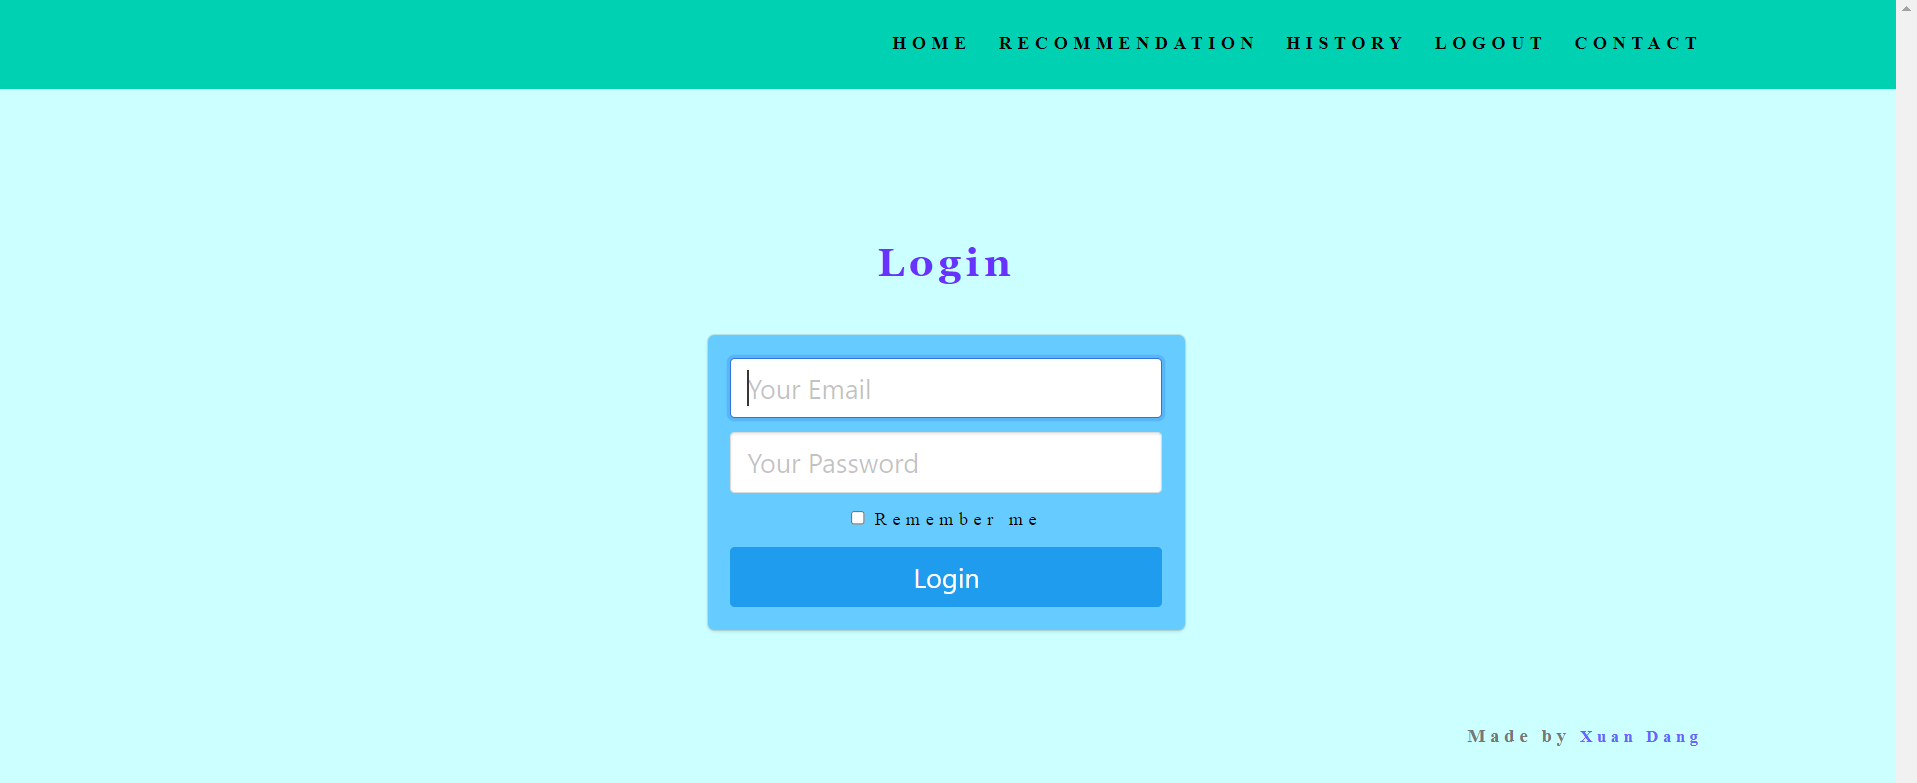 HOME RECOMMENDATION HISTORY LOGOUT CONTACT
Login
Your Email
Your Password
Remember me
Login
Made by Xuan Dang